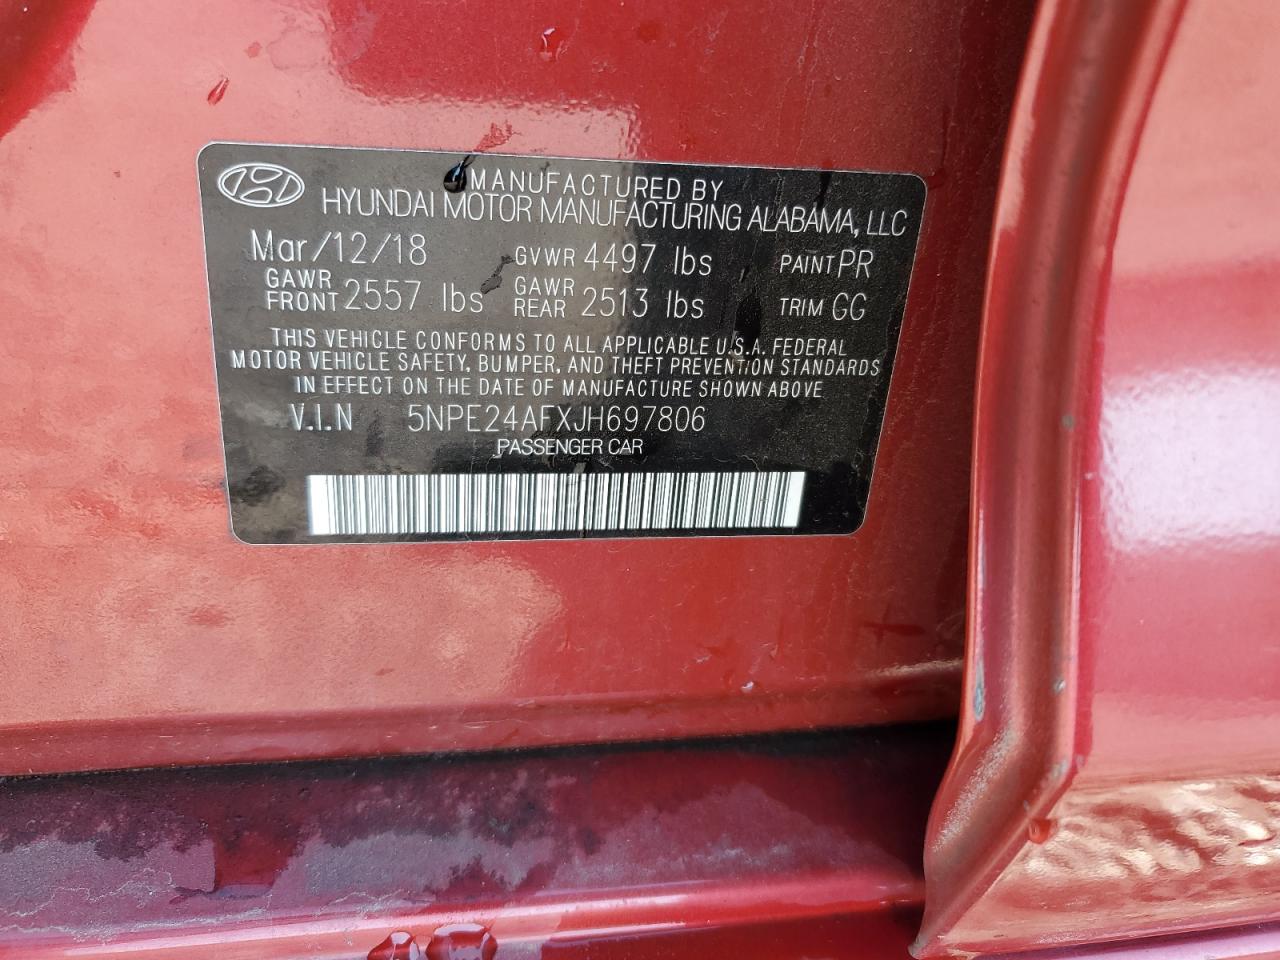 MANUFACTURED BY
HYUNDAI MOTOR MANUFACTURING ALABAMA, LLC
Mar/12/18 GVWR 4497 lbs PAINT PR
GAWR FRONT 2557 lbs GAWR REAR 2513 lbs TRIM GG
THIS VEHICLE CONFORMS TO ALL APPLICABLE U.S.A. FEDERAL
MOTOR VEHICLE SAFETY, BUMPER, AND THEFT PREVENTION STANDARDS
IN EFFECT ON THE DATE OF MANUFACTURE SHOWN ABOVE
V.I.N 5NPE24AFXJH697806
PASSENGER CAR